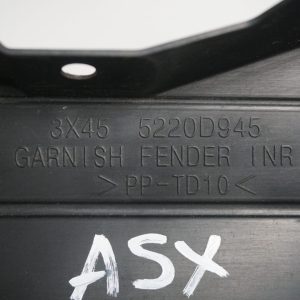 3X45 5220D945
GARNISH FENDER INR
>PP-TD10<
ASX